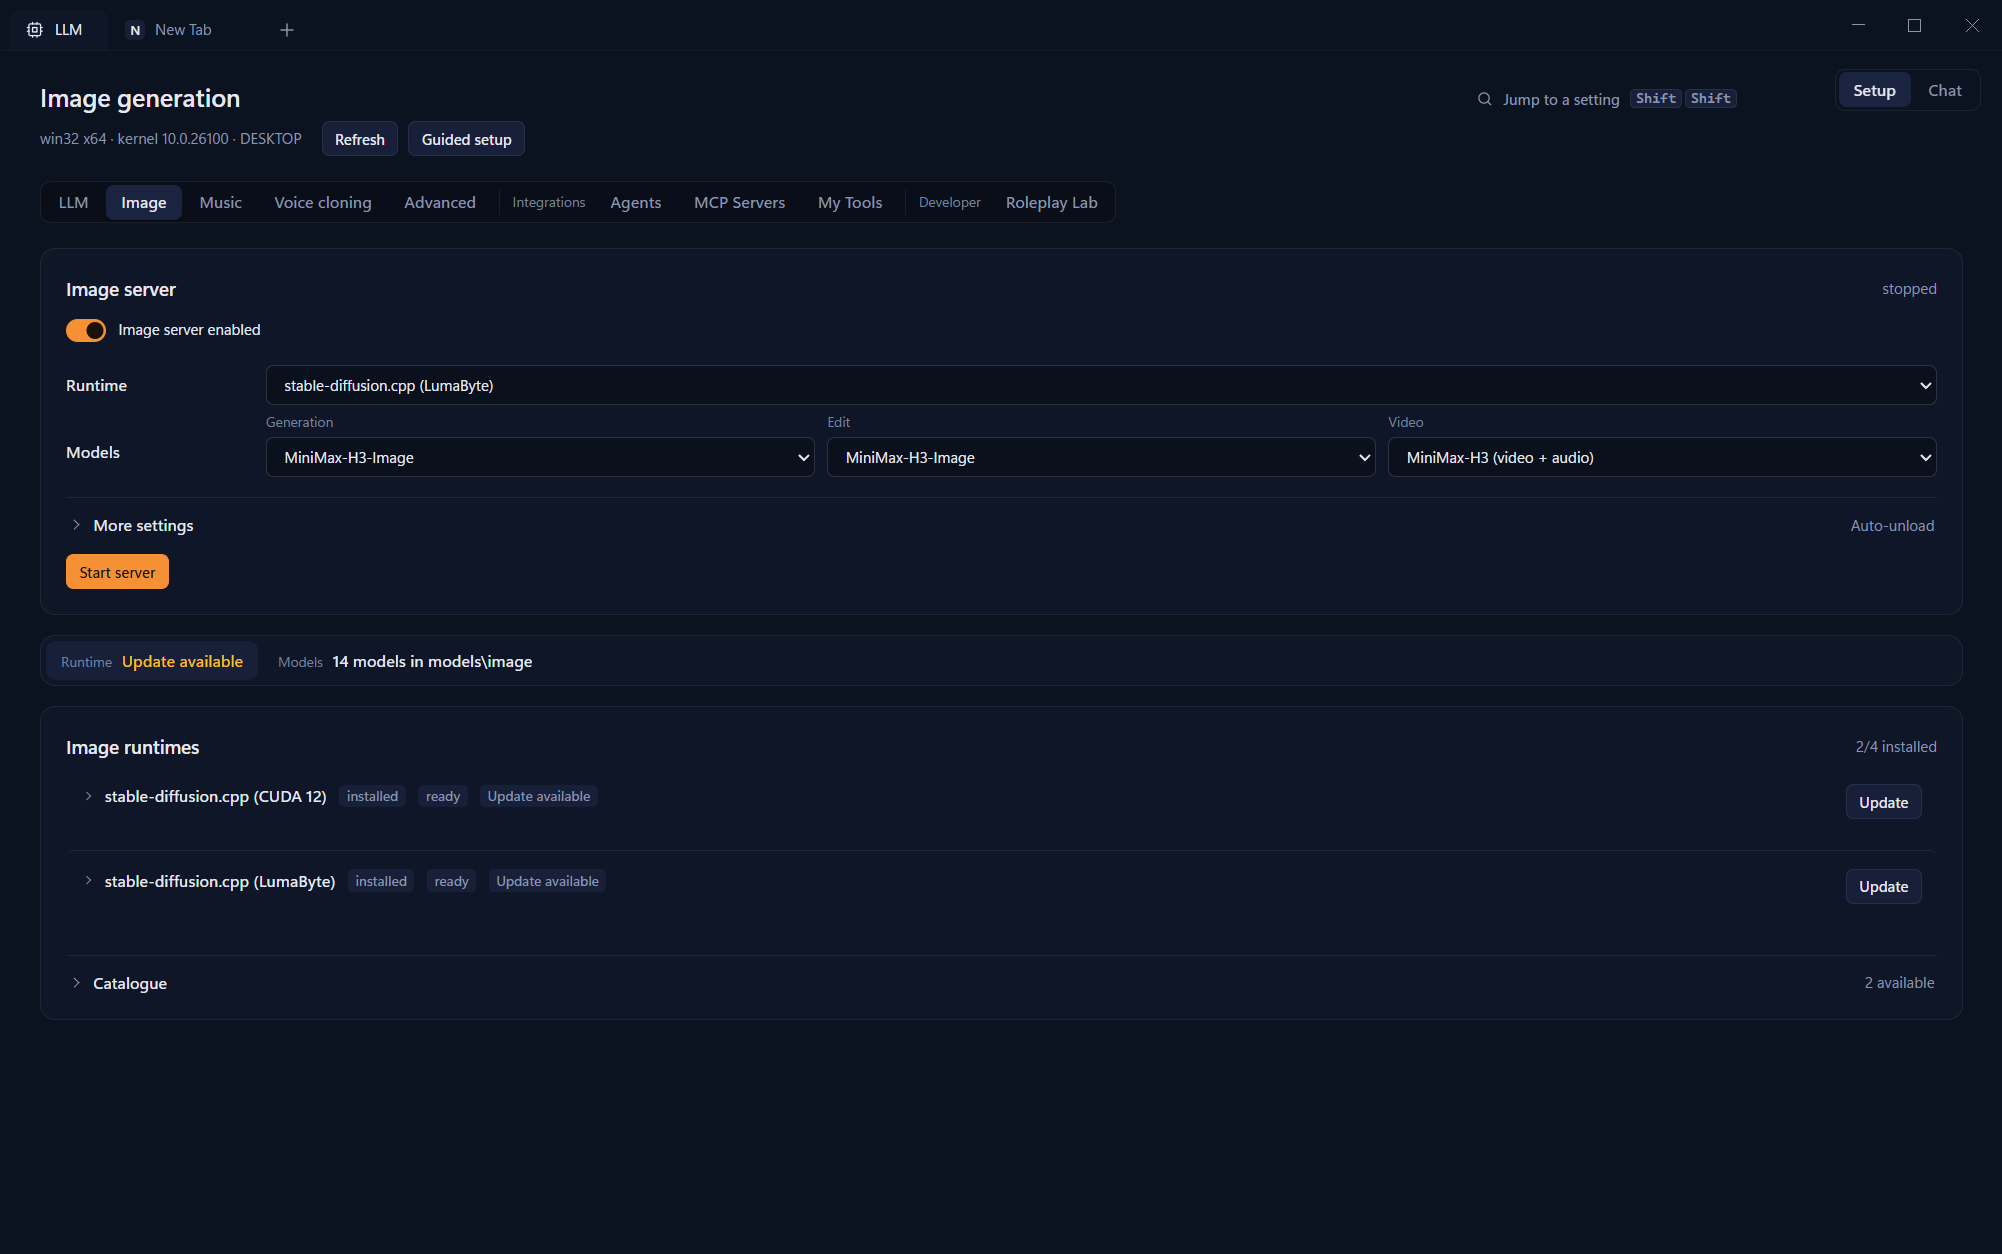 LLM
N New Tab
Image generation
Jump to a setting Shift Shift
Setup Chat
win32 x64 · kernel 10.0.26100 · DESKTOP Refresh Guided setup
LLM Image Music Voice cloning Advanced Integrations Agents MCP Servers My Tools Developer Roleplay Lab
Image server stopped
Image server enabled
Runtime stable-diffusion.cpp (LumaByte)
Generation Edit Video
Models MiniMax-H3-Image MiniMax-H3-Image MiniMax-H3 (video + audio)
More settings Auto-unload
Start server
Runtime Update available Models 14 models in models\image
Image runtimes 2/4 installed
stable-diffusion.cpp (CUDA 12) installed ready Update available Update
stable-diffusion.cpp (LumaByte) installed ready Update available Update
Catalogue 2 available